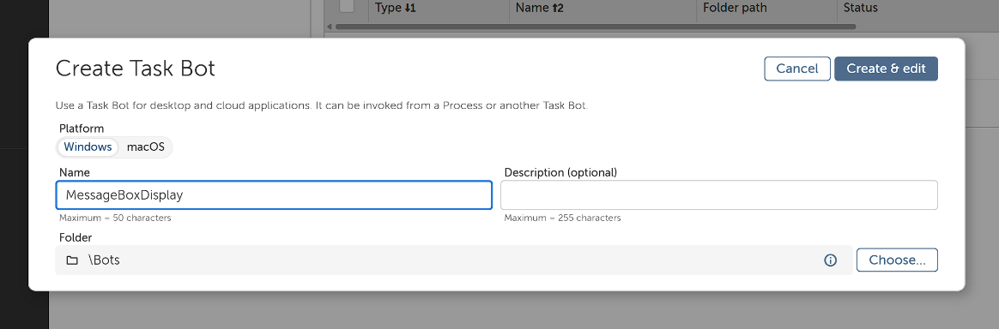 Type ↓1 Name ↑2 Folder path Status
Create Task Bot Cancel Create & edit
Use a Task Bot for desktop and cloud applications. It can be invoked from a Process or another Task Bot.
Platform
Windows macOS
Name Description (optional)
MessageBoxDisplay
Maximum = 50 characters Maximum = 255 characters
Folder
\Bots Choose...